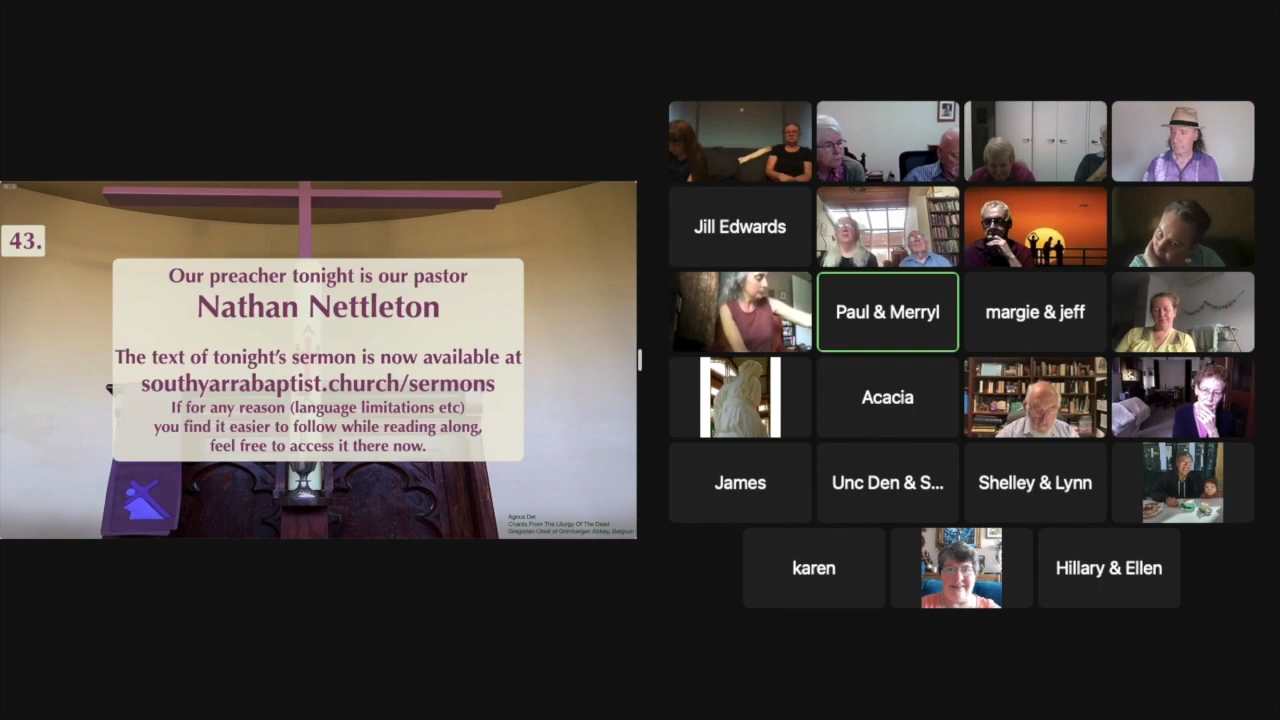 43.
Our preacher tonight is our pastor
Nathan Nettleton
The text of tonight's sermon is now available at
southyarrabaptist.church/sermons
If for any reason (language limitations etc)
you find it easier to follow while reading along,
feel free to access it there now.
Agnus Dei
Chants From The Liturgy Of The Dead
Gregorian Choir of Grimbergen Abbey, Belgium
Jill Edwards
Paul & Merryl
margie & jeff
Acacia
James
Unc Den & S...
Shelley & Lynn
karen
Hillary & Ellen